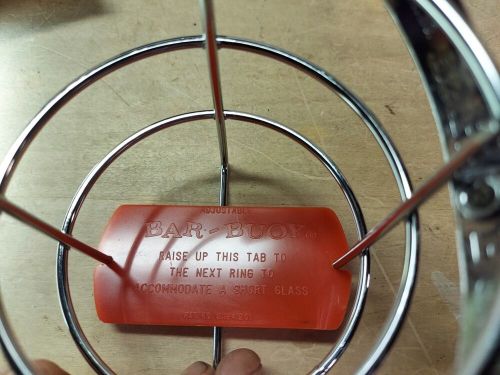 ADJUSTABLE
BAR-BUOY®
RAISE UP THIS TAB TO
THE NEXT RING TO
ACCOMMODATE A SHORT GLASS